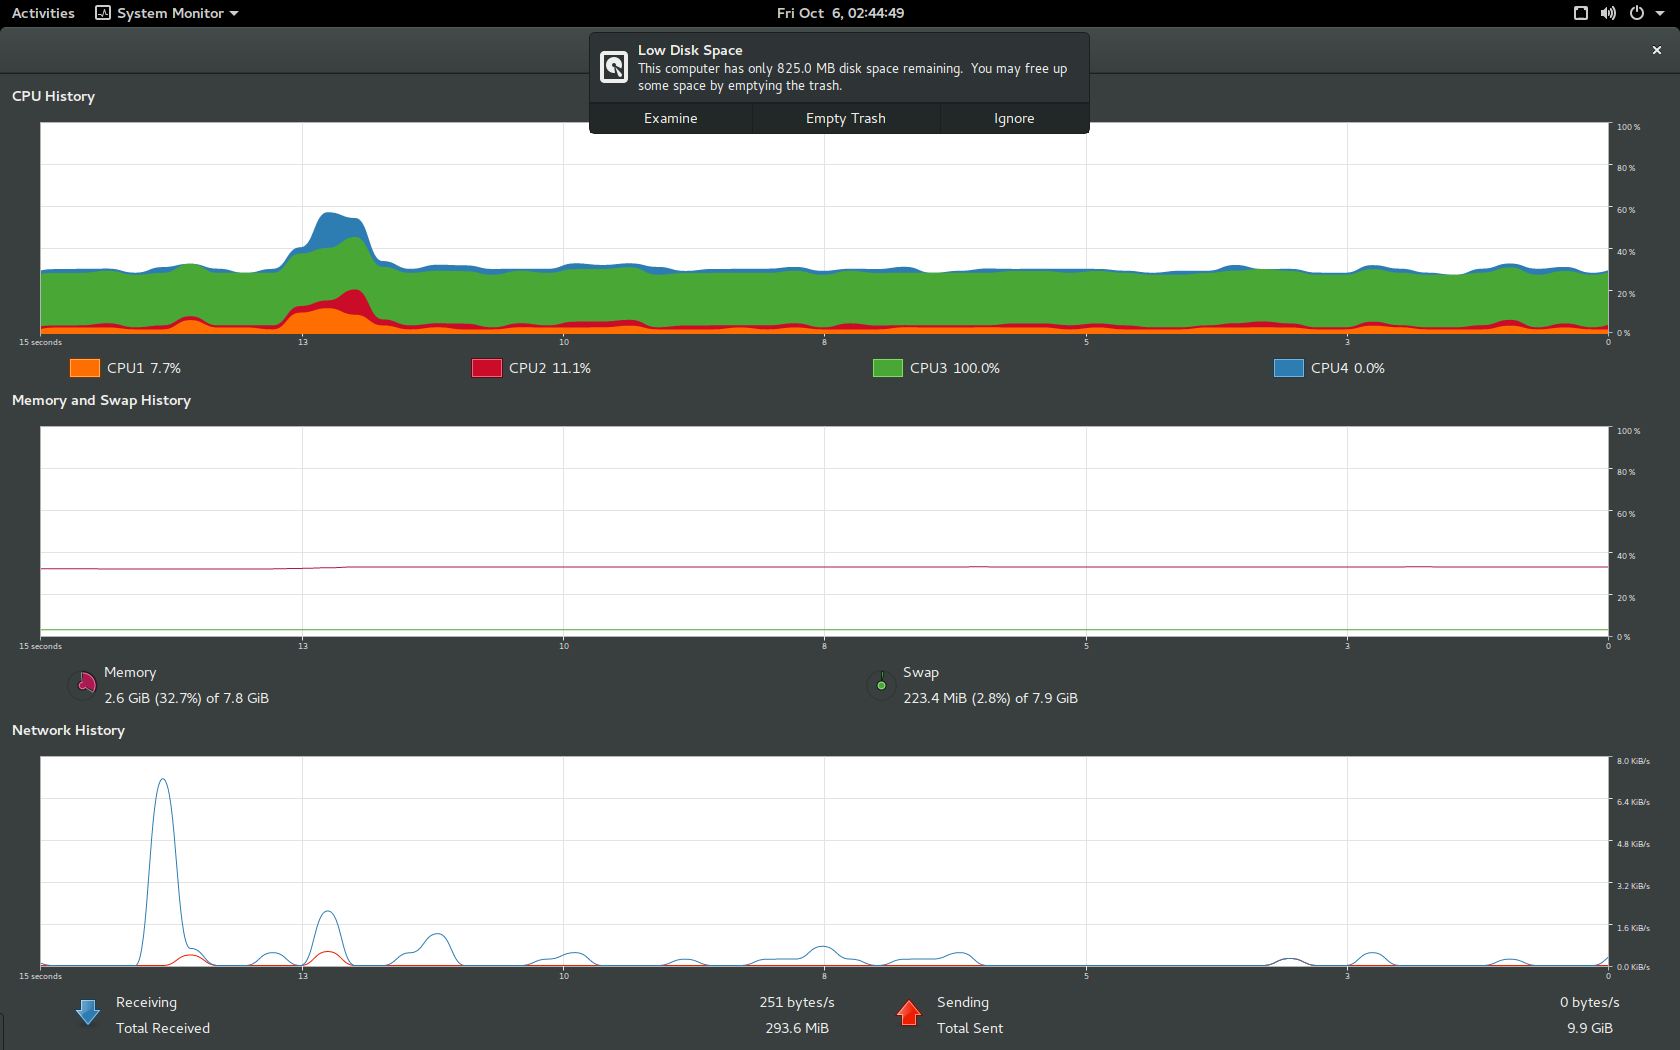 Activities
System Monitor
Fri Oct 6, 02:44:49
Low Disk Space
This computer has only 825.0 MB disk space remaining. You may free up
some space by emptying the trash.
Examine Empty Trash Ignore
CPU History
100 %
80 %
60 %
40 %
20 %
0 %
15 seconds 13 10 8 5 3 0
CPU1 7.7% CPU2 11.1% CPU3 100.0% CPU4 0.0%
Memory and Swap History
100 %
80 %
60 %
40 %
20 %
0 %
15 seconds 13 10 8 5 3 0
Memory
2.6 GiB (32.7%) of 7.8 GiB
Swap
223.4 MiB (2.8%) of 7.9 GiB
Network History
8.0 KiB/s
6.4 KiB/s
4.8 KiB/s
3.2 KiB/s
1.6 KiB/s
0.0 KiB/s
15 seconds 13 10 8 5 3 0
Receiving 251 bytes/s
Total Received 293.6 MiB
Sending 0 bytes/s
Total Sent 9.9 GiB